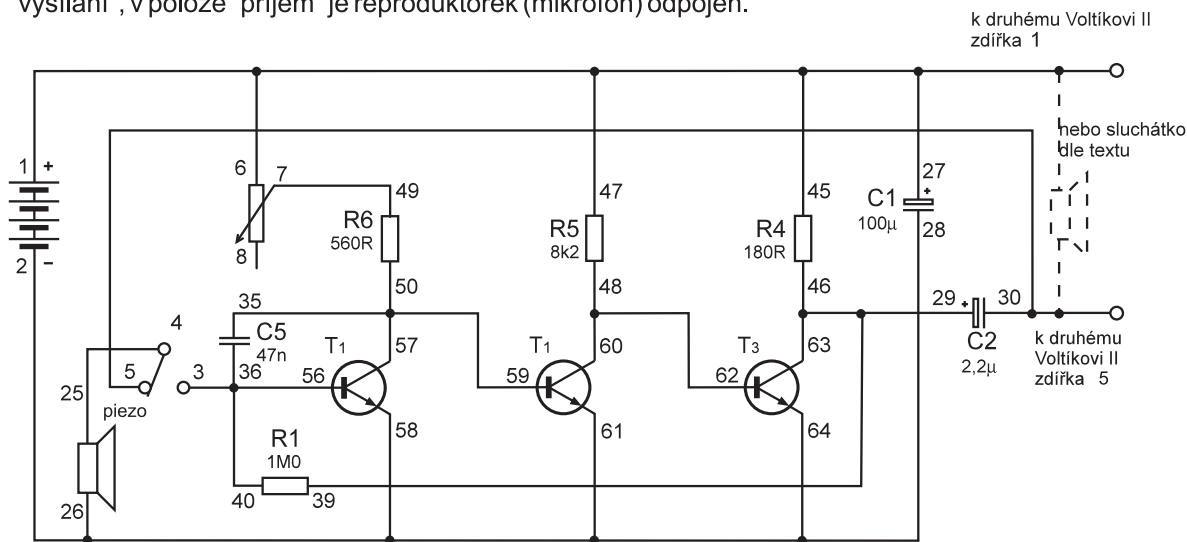 vysílání", v poloze "příjem" je reproduktorek (mikrofon) odpojen.
k druhému Voltíkovi II
zdířka 1
nebo sluchátko
dle textu
1 +
2 −
6
7
8
49
R6
560R
50
47
R5
8k2
48
45
R4
180R
46
27
C1
+
100µ
28
35
C5
47n
36
4
5
3
25
piezo
26
T1
56
57
58
T1
59
60
61
T3
62
63
64
29
+
30
C2
2,2µ
k druhému
Voltíkovi II
zdířka 5
R1
1M0
40
39